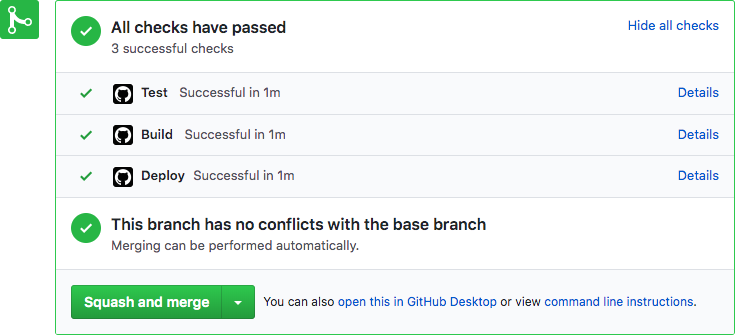 All checks have passed
Hide all checks
3 successful checks
Test Successful in 1m Details
Build Successful in 1m Details
Deploy Successful in 1m Details
This branch has no conflicts with the base branch
Merging can be performed automatically.
Squash and merge You can also open this in GitHub Desktop or view command line instructions.